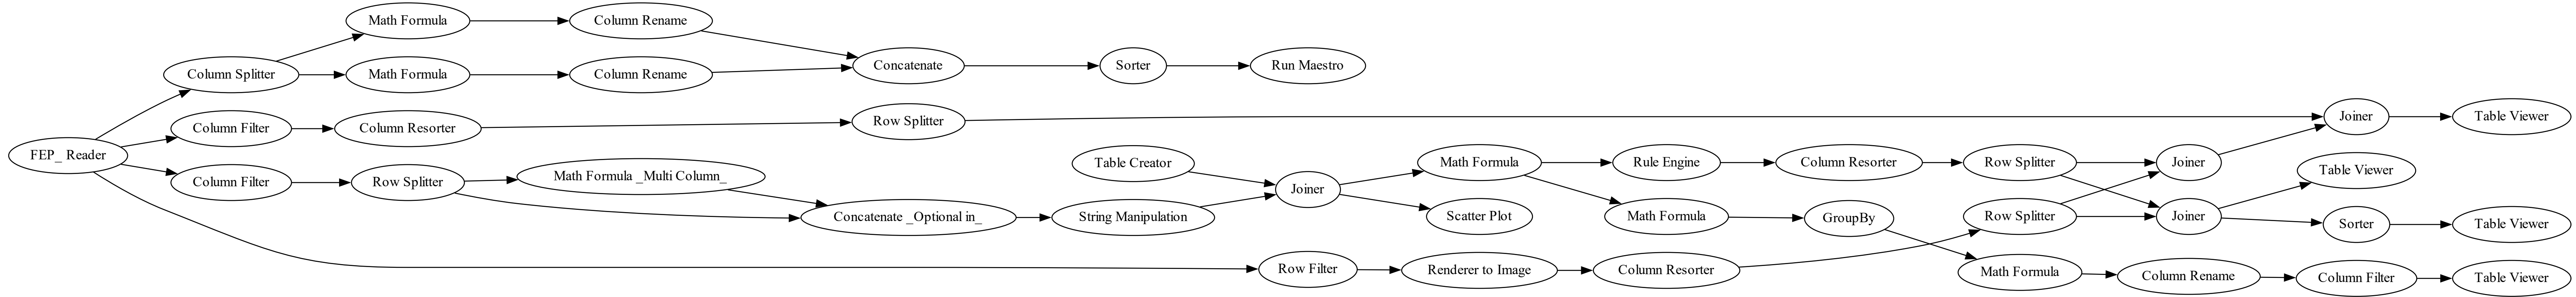 Math Formula
Column Rename
Column Splitter
Math Formula
Column Rename
Concatenate
Sorter
Run Maestro
Column Filter
Column Resorter
Row Splitter
Joiner
Table Viewer
FEP_ Reader
Column Filter
Row Splitter
Math Formula _Multi Column_
Concatenate _Optional in_
String Manipulation
Table Creator
Joiner
Math Formula
Rule Engine
Column Resorter
Row Splitter
Joiner
Table Viewer
Scatter Plot
Math Formula
GroupBy
Row Splitter
Joiner
Sorter
Table Viewer
Row Filter
Renderer to Image
Column Resorter
Math Formula
Column Rename
Column Filter
Table Viewer